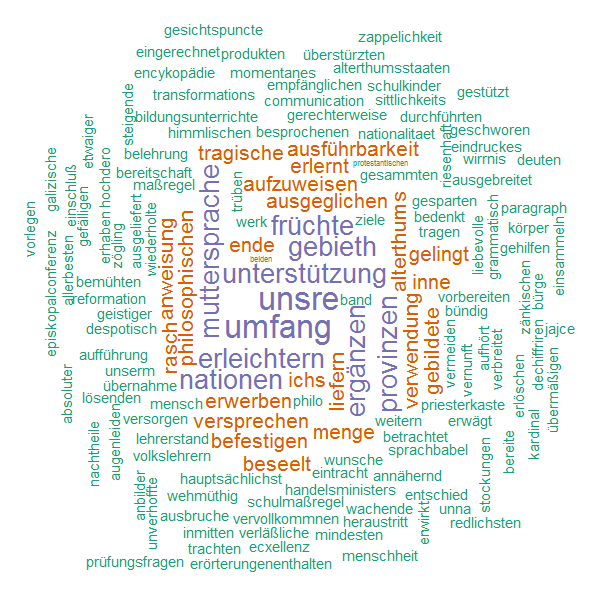 gesichtspuncte
zappelichkeit
eingerechnet
produkten
überstürzten
encykopädie
momentanes
alterthumsstaaten
empfänglichen
schulkinder
gestützt
transformations
communication
sittlichkeits
steigende
bildungsunterrichte
gerechterweise
durchführten
himmlischen
besprochenen
nationalitaet
geschworen
etwaiger
riesenhaft
eindruckes
belehrung
tragische
ausführbarkeit
wirrnis
deuten
protestantischen
erlernt
galizische
bereitschaft
gesammten
ausgebreitet
maßregel
aufzuweisen
einschluß
hochdero
trüben
ausgeglichen
gesparten
grammatisch
paragraph
vorlegen
gefälligen
erhaben
zögling
ausgeliefert
wiederholte
muttersprache
werk
früchte
ziele
alterthums
bedenkt
tragen
liebevolle
körper
gehilfen
einsammeln
ende
gebieth
gelingt
beiden
episkopalconferenz
allerbesten
bemühten
rasch
anweisung
philosophischen
unterstützung
inne
reformation
unsre
band
vorbereiten
zänkischen
bürge
geistiger
bündig
despotisch
umfang
ergänzen
provinzen
verwendung
gebildete
jajce
aufführung
erleichtern
vermeiden
vernunft
aufhört
verbreitet
dechiffriren
unserm
übernahme
nationen
ichs
liefern
absoluter
lösenden
mensch
erwerben
philo
priesterkaste
erlöschen
übermäßigen
versorgen
versprechen
weitern
erwägt
kardinal
lehrerstand
befestigen
menge
betrachtet
sprachbabel
nachtheile
augenleiden
volkslehrern
beseelt
wunsche
bereite
eintracht
annähernd
stockungen
hauptsächlichst
anbilder
unverhoffte
wehmüthig
handelsministers
entschied
schulmaßregel
wachende
unna
ausbruche
vervollkommnen
heraustritt
erwirkt
redlichsten
inmitten
verläßliche
mindesten
trachten
ecxellenz
menschheit
prüfungsfragen
erörterungenenthalten